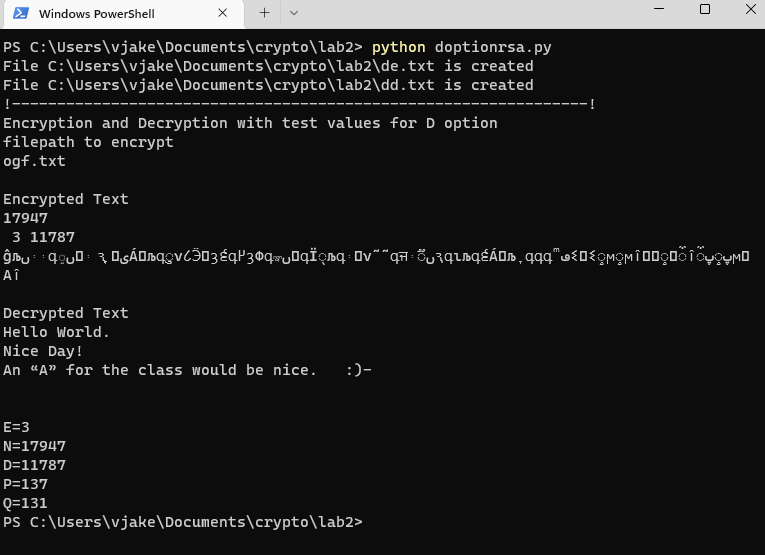 Windows PowerShell
PS C:\Users\vjake\Documents\crypto\lab2> python doptionrsa.py
File C:\Users\vjake\Documents\crypto\lab2\de.txt is created
File C:\Users\vjake\Documents\crypto\lab2\dd.txt is created
!----------------------------------------------------------------!
Encryption and Decryption with test values for D option
filepath to encrypt
ogf.txt
Encrypted Text
17947
3 11787
Aî
Decrypted Text
Hello World.
Nice Day!
An “A” for the class would be nice.   :)-
E=3
N=17947
D=11787
P=137
Q=131
PS C:\Users\vjake\Documents\crypto\lab2>